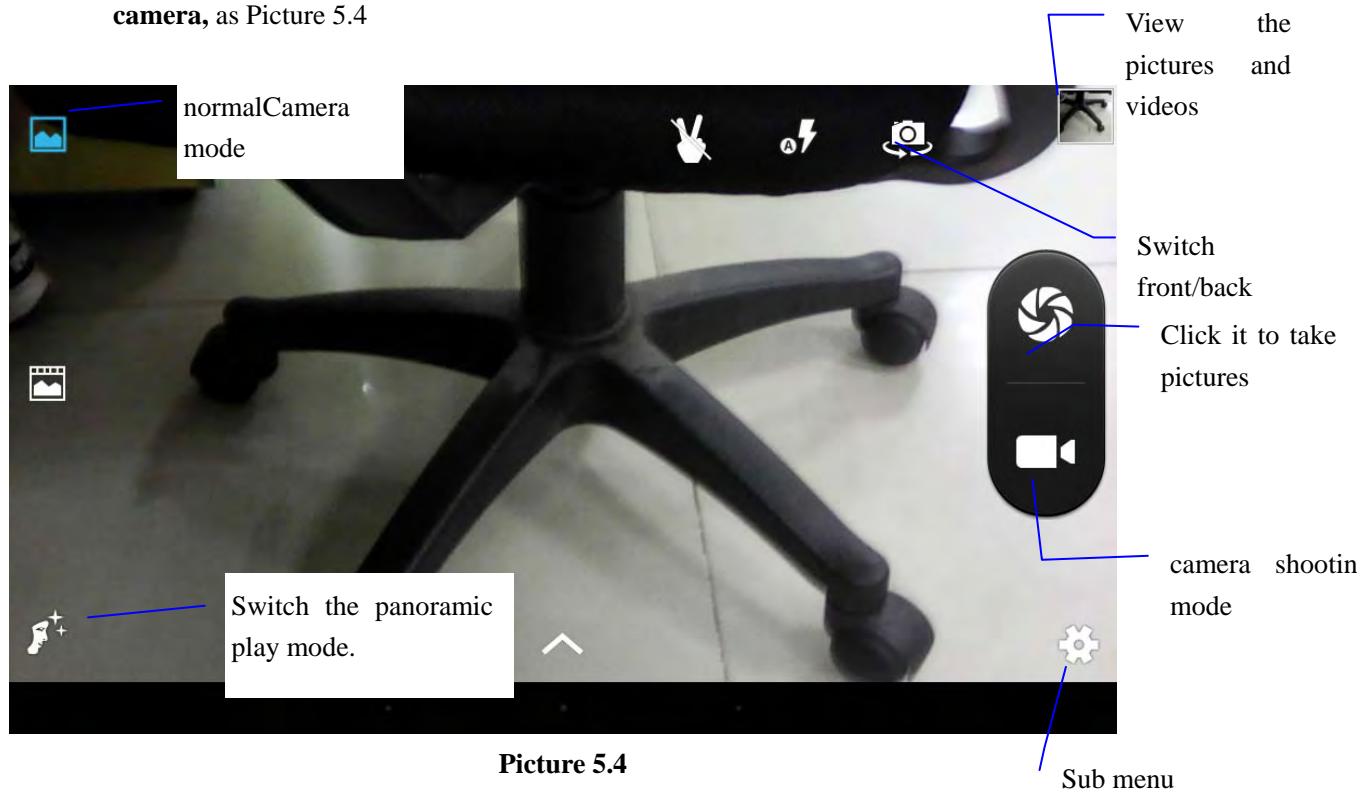 camera, as Picture 5.4
View the
pictures and
videos
normalCamera
mode
A
Switch
front/back
Click it to take
pictures
camera shootin
mode
Switch the panoramic
play mode.
Picture 5.4
Sub menu